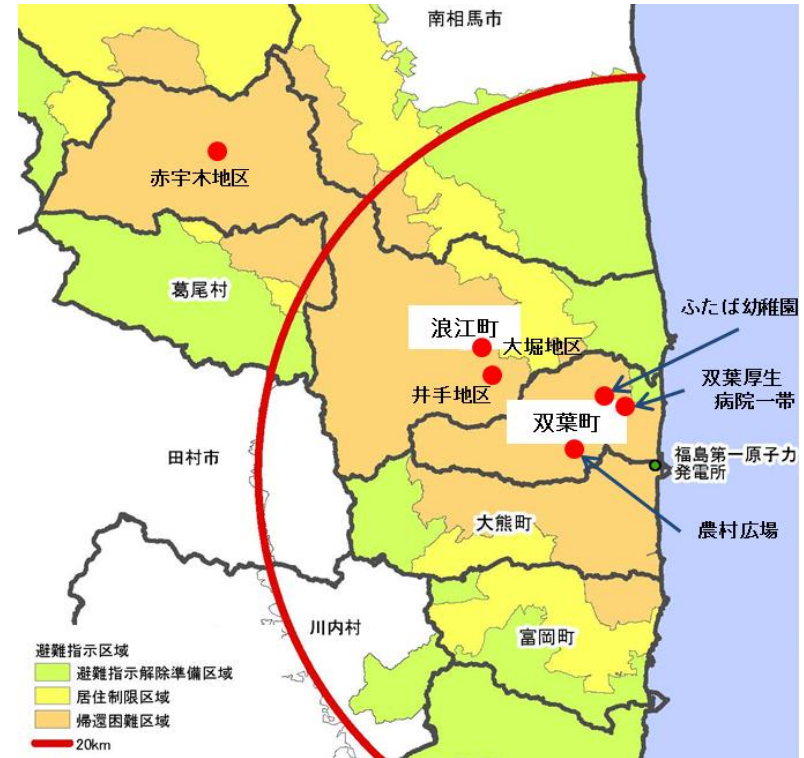 南相馬市
赤宇木地区
葛尾村
ふたば幼稚園
浪江町
大堀地区
双葉厚生
病院一帯
井手地区
双葉町
田村市
福島第一原子力
発電所
大熊町
農村広場
川内村
富岡町
避難指示区域
避難指示解除準備区域
居住制限区域
帰還困難区域
20km